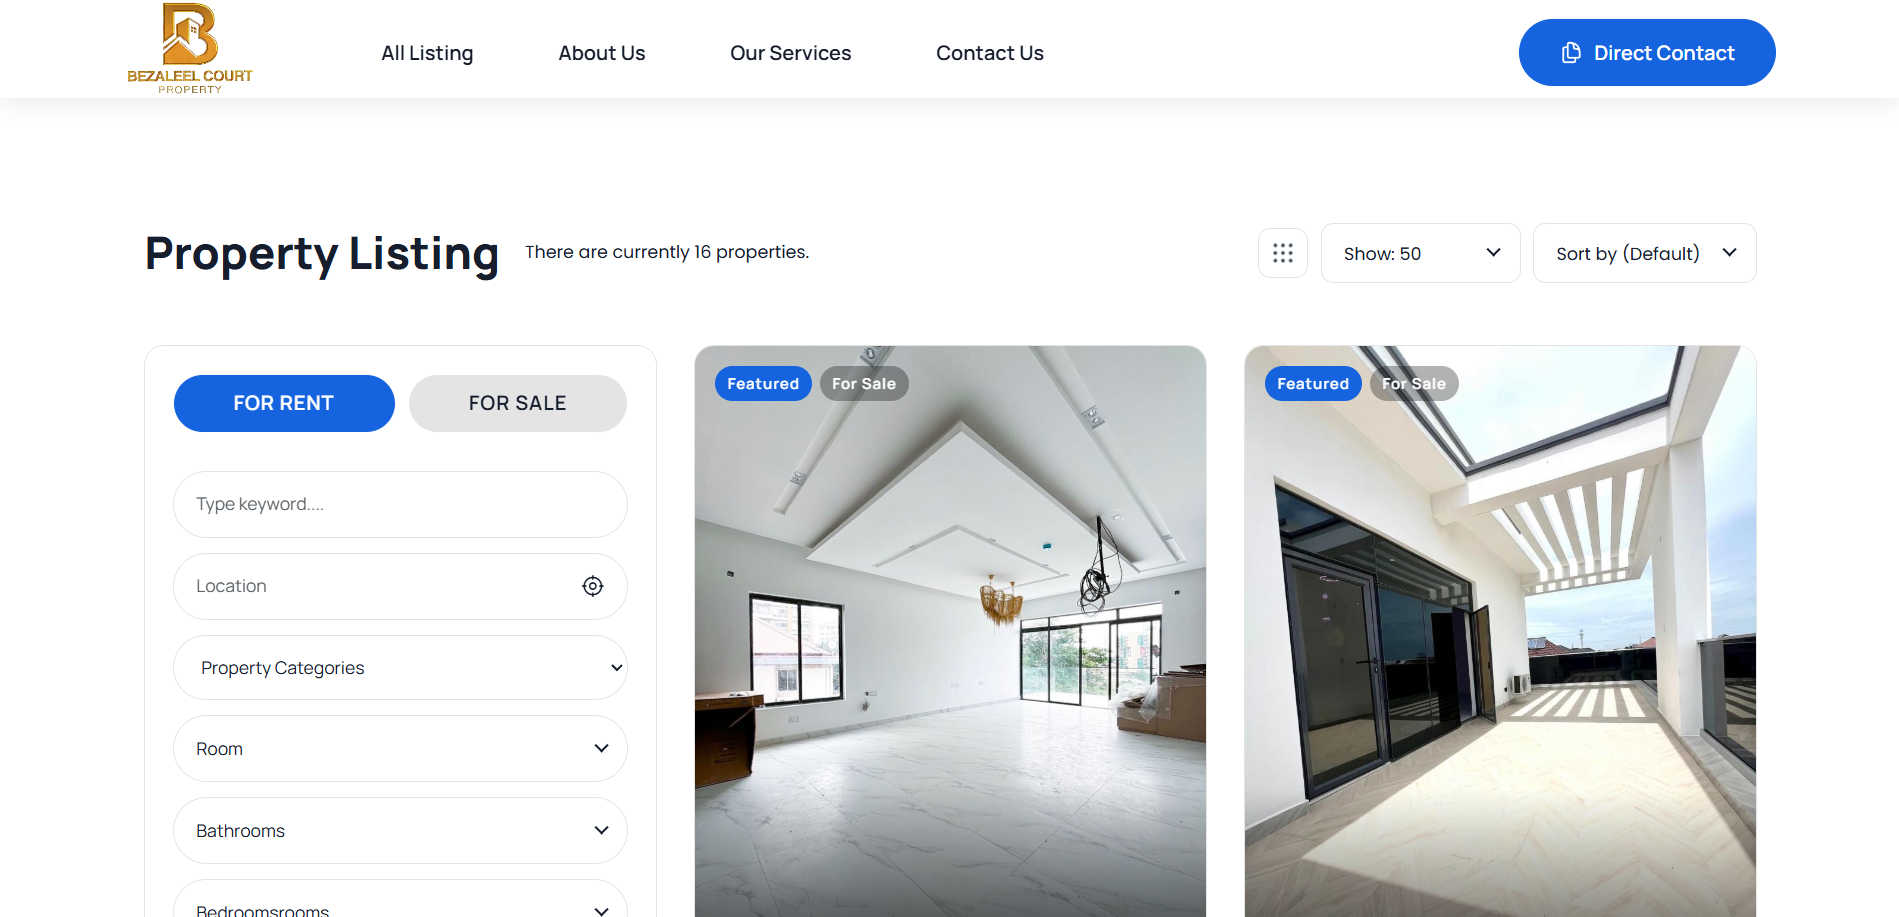 BEZALEEL COURT
PROPERTY
All Listing
About Us
Our Services
Contact Us
Direct Contact
Property Listing
There are currently 16 properties.
Show: 50
Sort by (Default)
FOR RENT
FOR SALE
Type keyword....
Location
Property Categories
Room
Bathrooms
Bedroomsrooms
Featured
For Sale
Featured
For Sale